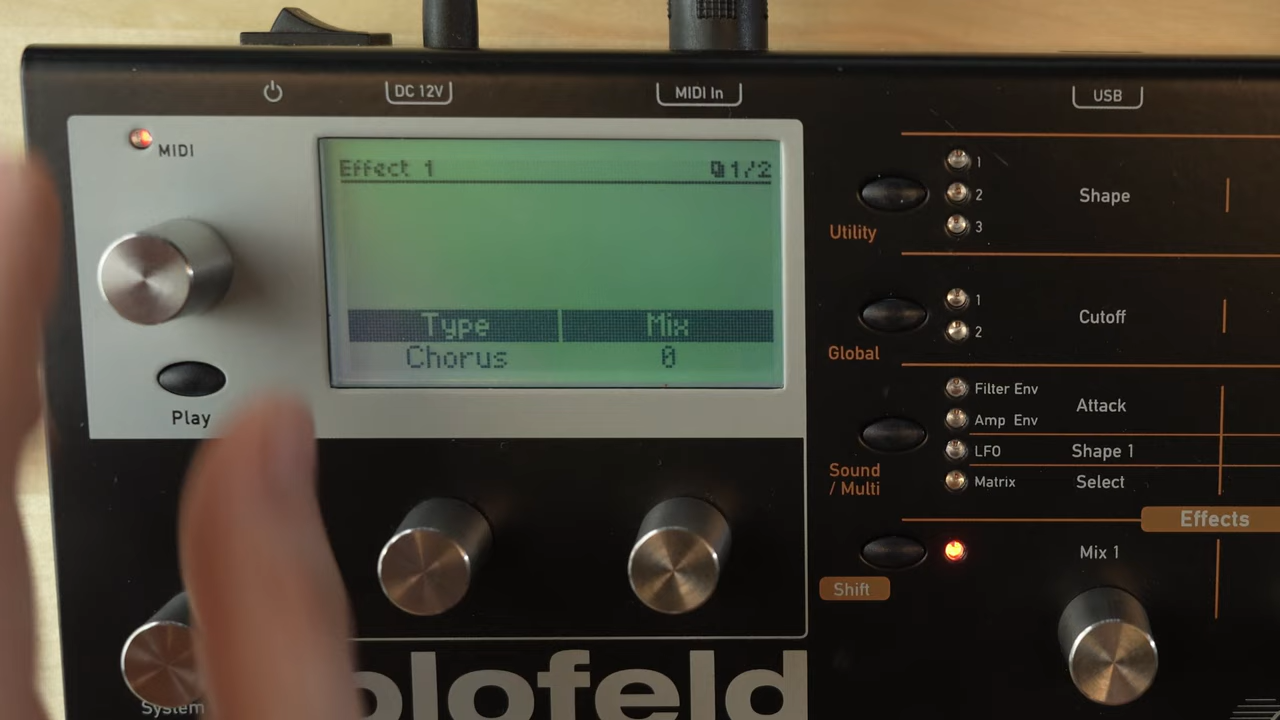 DC 12V
MIDI In
USB
MIDI
Effect 1 1/2
Type Mix
Chorus 0
Play
System
1
2
3
Shape
Utility
1
2
Cutoff
Global
Filter Env
Attack
Amp Env
LFO
Shape 1
Matrix
Select
Sound
/ Multi
Effects
Mix 1
Shift
lofeld